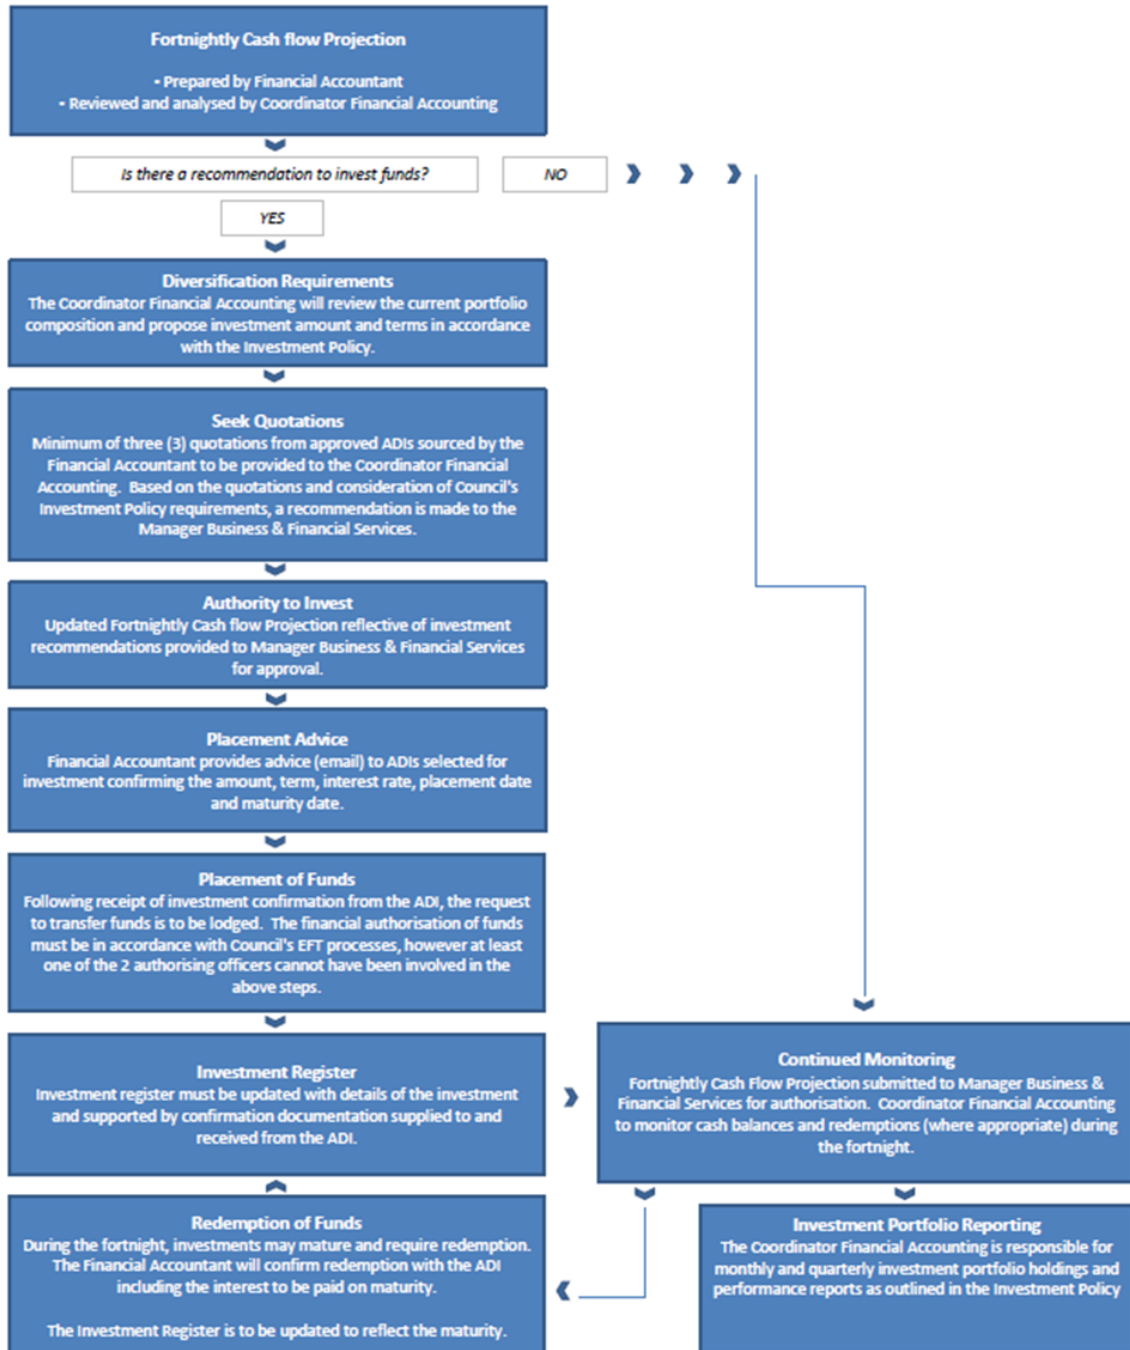 Fortnightly Cash flow Projection
- Prepared by Financial Accountant
- Reviewed and analysed by Coordinator Financial Accounting
Is there a recommendation to invest funds?
NO
YES
Diversification Requirements
The Coordinator Financial Accounting will review the current portfolio
composition and propose investment amount and terms in accordance
with the Investment Policy.
Seek Quotations
Minimum of three (3) quotations from approved ADIs sourced by the
Financial Accountant to be provided to the Coordinator Financial
Accounting. Based on the quotations and consideration of Council's
Investment Policy requirements, a recommendation is made to the
Manager Business & Financial Services.
Authority to Invest
Updated Fortnightly Cash flow Projection reflective of investment
recommendations provided to Manager Business & Financial Services
for approval.
Placement Advice
Financial Accountant provides advice (email) to ADIs selected for
investment confirming the amount, term, interest rate, placement date
and maturity date.
Placement of Funds
Following receipt of investment confirmation from the ADI, the request
to transfer funds is to be lodged. The financial authorisation of funds
must be in accordance with Council's EFT processes, however at least
one of the 2 authorising officers cannot have been involved in the
above steps.
Investment Register
Investment register must be updated with details of the investment
and supported by confirmation documentation supplied to and
received from the ADI.
Continued Monitoring
Fortnightly Cash Flow Projection submitted to Manager Business &
Financial Services for authorisation. Coordinator Financial Accounting
to monitor cash balances and redemptions (where appropriate) during
the fortnight.
Redemption of Funds
During the fortnight, investments may mature and require redemption.
The Financial Accountant will confirm redemption with the ADI
including the interest to be paid on maturity.
The Investment Register is to be updated to reflect the maturity.
Investment Portfolio Reporting
The Coordinator Financial Accounting is responsible for
monthly and quarterly investment portfolio holdings and
performance reports as outlined in the Investment Policy